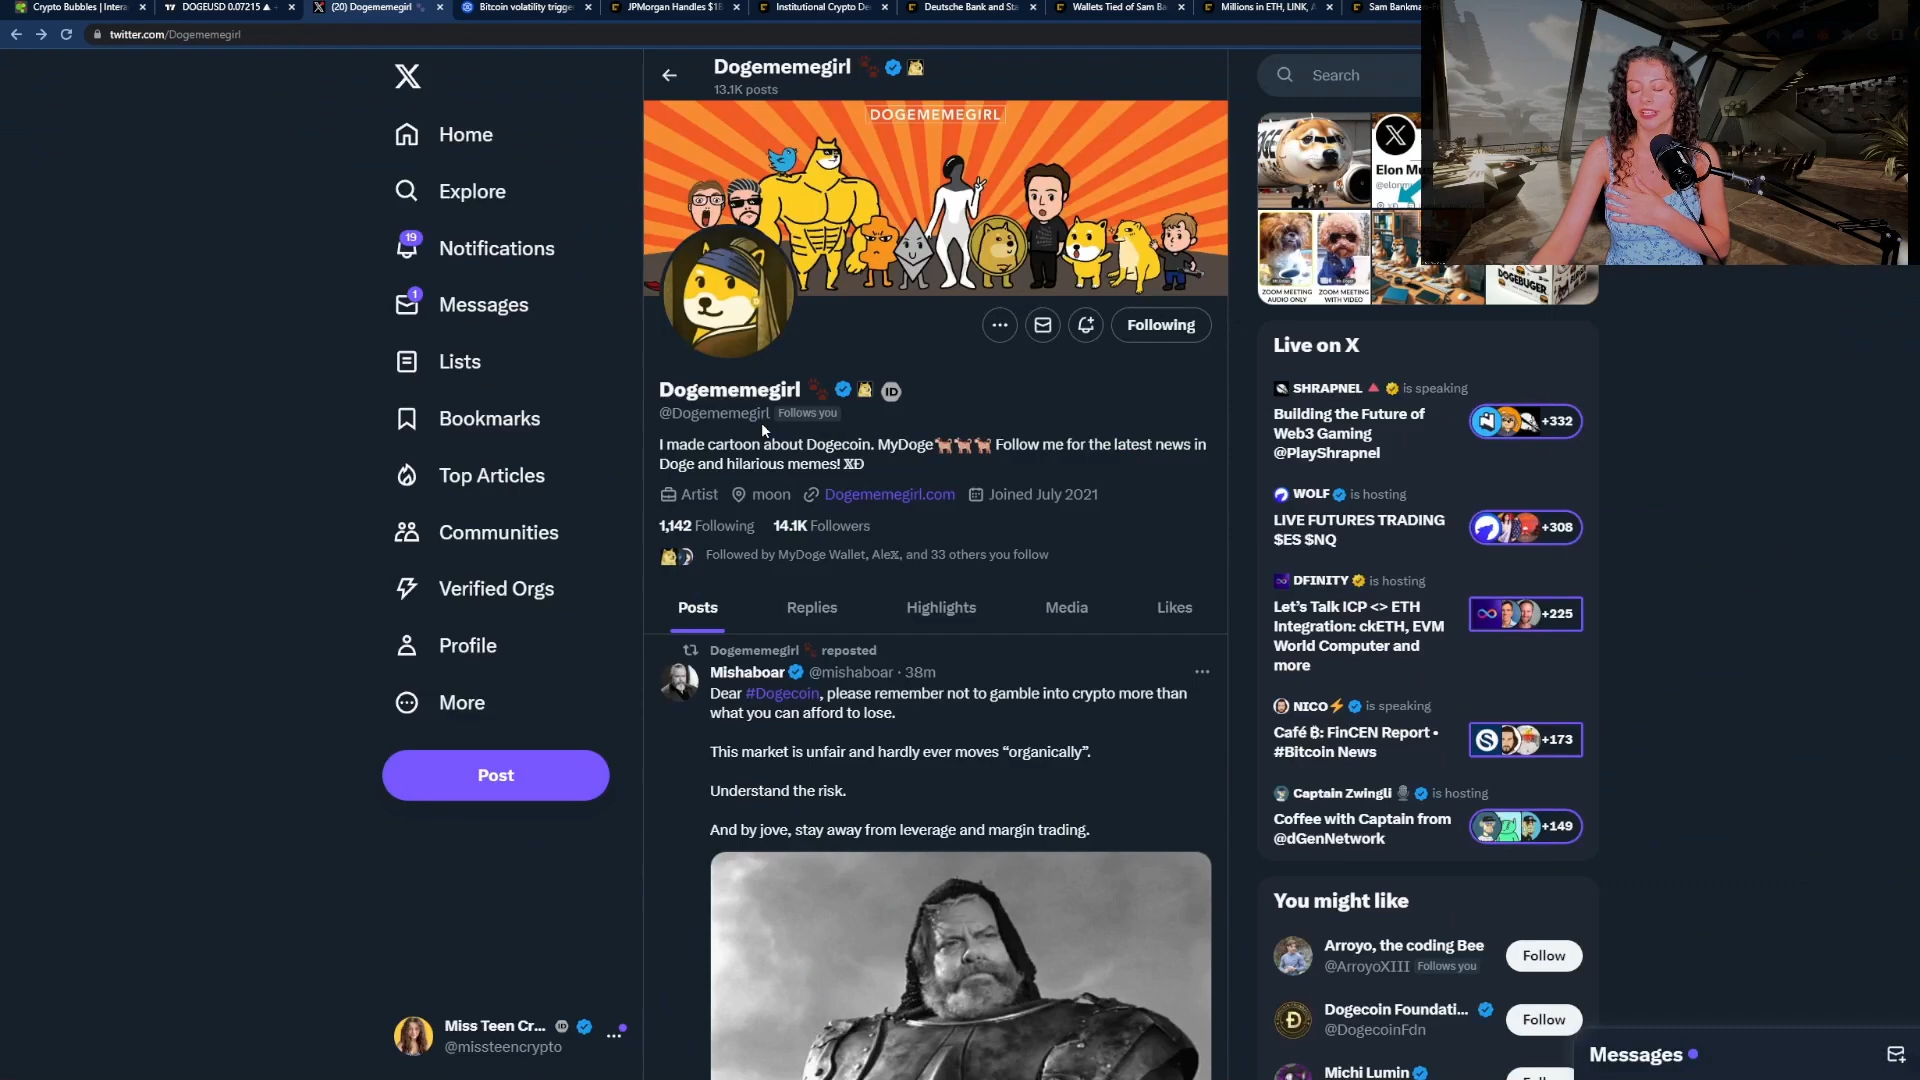 Crypto Bubbles | Intera
DOGEUSD 0.07215
(20) Dogememegirl
Bitcoin volatility trigge
JPMorgan Handles $1B
Institutional Crypto De
Deutsche Bank and Sta
Wallets Tied of Sam Ba
Millions in ETH, LINK, A
Sam Bankman-Fr
twitter.com/Dogememegirl
Dogememegirl
13.1K posts
Search
DOGEMEMEGIRL
Home
Explore
19
Notifications
1
Messages
Lists
Bookmarks
Top Articles
Communities
Verified Orgs
Profile
More
Post
Miss Teen Cr...
@missteencrypto
Following
Dogememegirl
@Dogememegirl Follows you
I made cartoon about Dogecoin. MyDoge🐕🐕🐕 Follow me for the latest news in
Doge and hilarious memes! XĐ
Artist moon Dogememegirl.com Joined July 2021
1,142 Following 14.1K Followers
Followed by MyDoge Wallet, Alex, and 33 others you follow
Posts Replies Highlights Media Likes
Dogememegirl reposted
Mishaboar @mishaboar · 38m
Dear #Dogecoin, please remember not to gamble into crypto more than
what you can afford to lose.
This market is unfair and hardly ever moves “organically”.
Understand the risk.
And by jove, stay away from leverage and margin trading.
Elon Mu
@elonmu
ZOOM MEETING
AUDIO ONLY
ZOOM MEETING
WITH VIDEO
DOGEBUGER
Live on X
SHRAPNEL is speaking
Building the Future of
Web3 Gaming
@PlayShrapnel
+332
WOLF is hosting
LIVE FUTURES TRADING
$ES $NQ
+308
DFINITY is hosting
Let’s Talk ICP <> ETH
Integration: ckETH, EVM
World Computer and
more
+225
NICO⚡ is speaking
Café ₿: FinCEN Report •
#Bitcoin News
+173
Captain Zwingli is hosting
Coffee with Captain from
@dGenNetwork
+149
You might like
Arroyo, the coding Bee
@ArroyoXIII Follows you
Follow
Dogecoin Foundati...
@DogecoinFdn
Follow
Michi Lumin
Messages